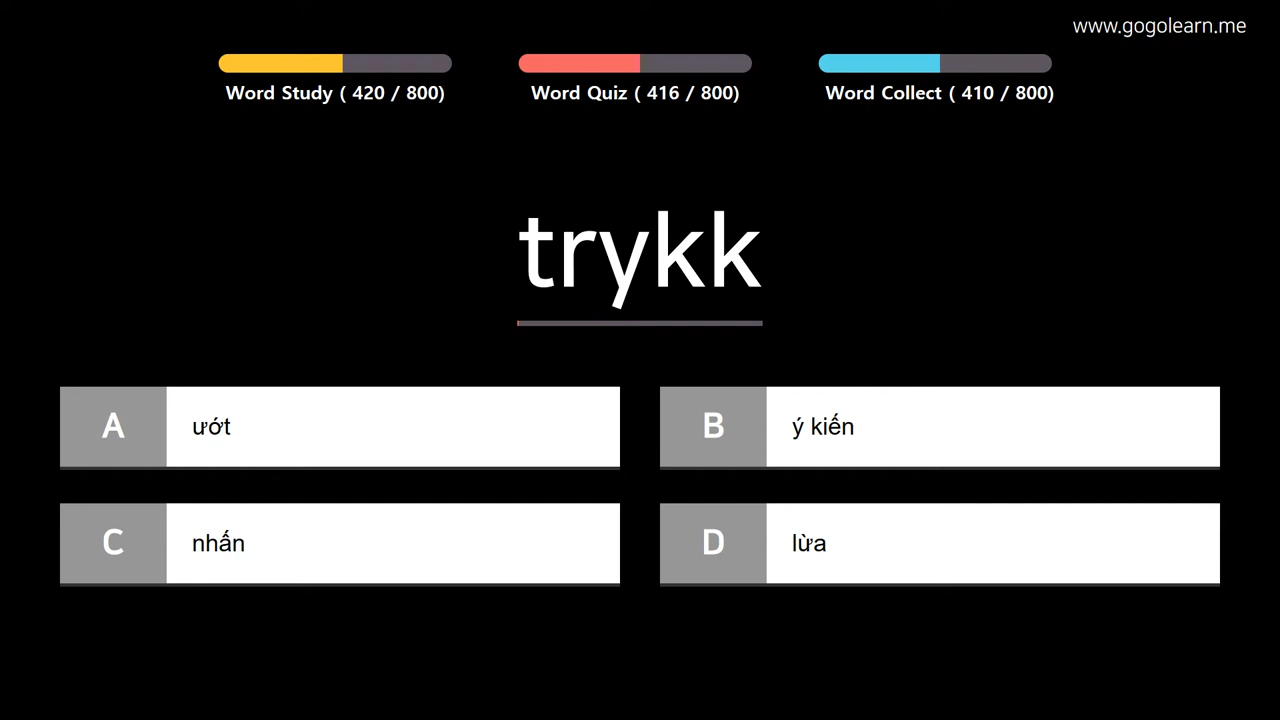 www.gogolearn.me
Word Study ( 420 / 800)
Word Quiz ( 416 / 800)
Word Collect ( 410 / 800)
trykk
A ướt
B ý kiến
C nhấn
D lừa